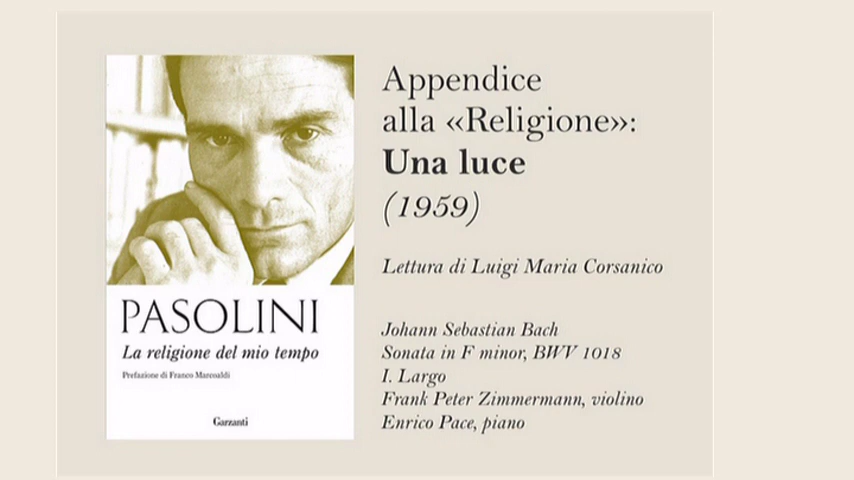 PASOLINI
La religione del mio tempo
Prefazione di Franco Marcoaldi
Garzanti
Appendice
alla «Religione»:
Una luce
(1959)
Lettura di Luigi Maria Corsanico
Johann Sebastian Bach
Sonata in F minor, BWV 1018
I. Largo
Frank Peter Zimmermann, violino
Enrico Pace, piano